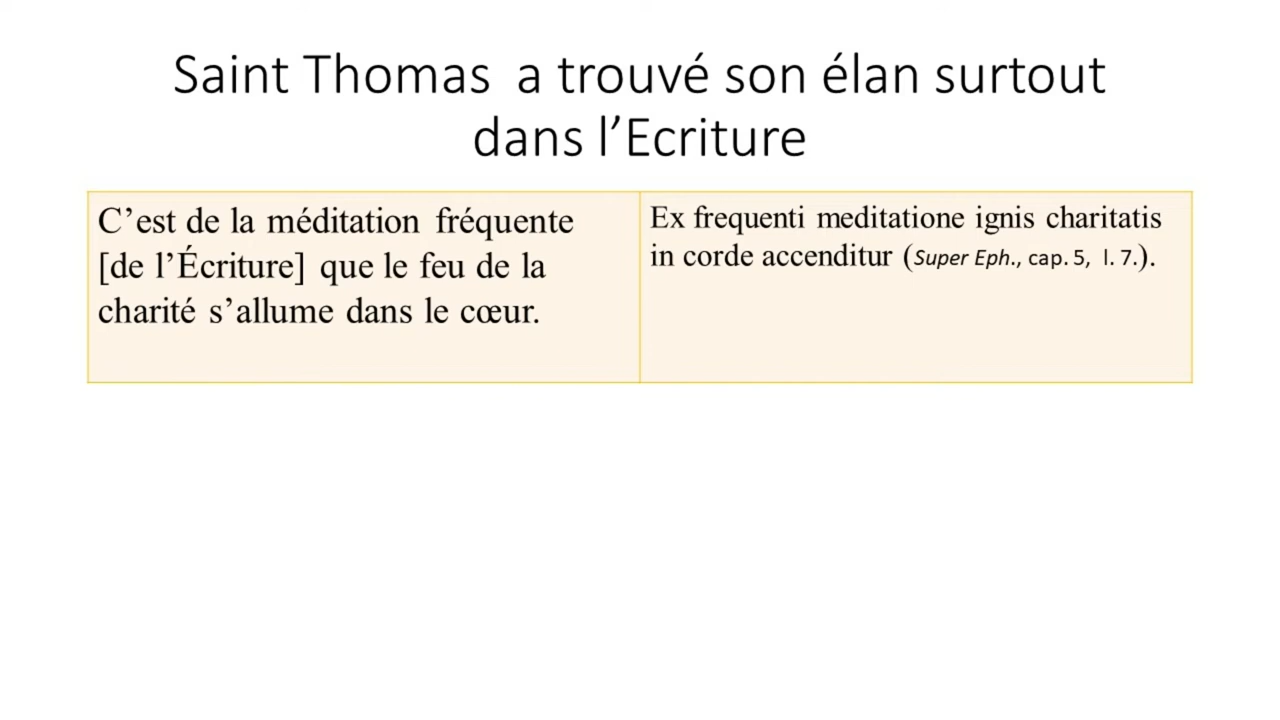 Saint Thomas a trouvé son élan surtout
dans l’Ecriture
C’est de la méditation fréquente
[de l’Écriture] que le feu de la
charité s’allume dans le cœur.
Ex frequenti meditatione ignis charitatis
in corde accenditur (Super Eph., cap. 5, l. 7.).